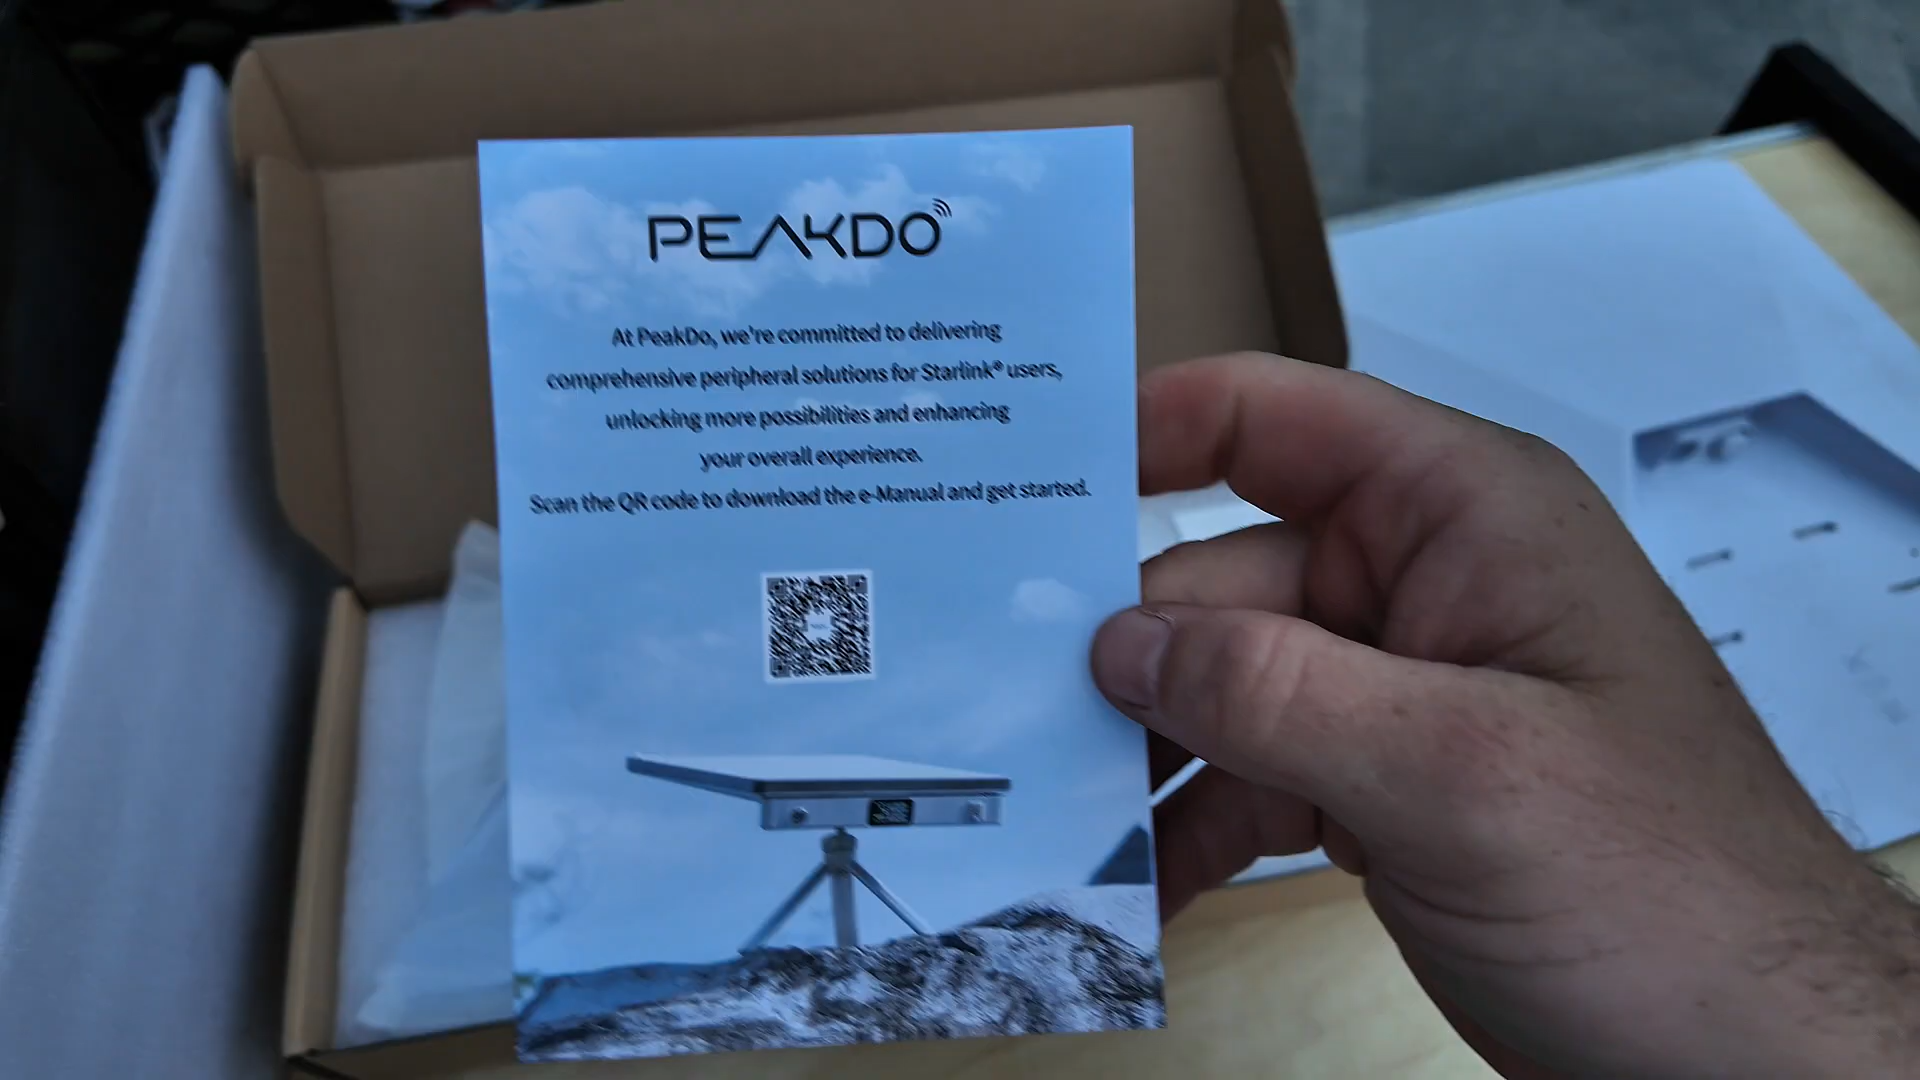 PEAKDO
At PeakDo, we're committed to delivering
comprehensive peripheral solutions for Starlink® users,
unlocking more possibilities and enhancing
your overall experience.
Scan the QR code to download the e-Manual and get started.